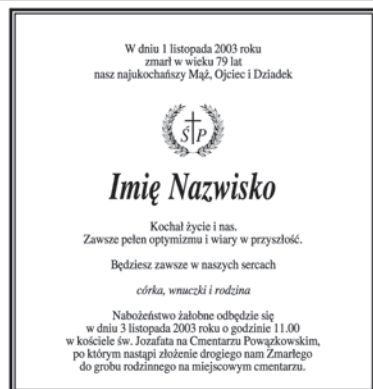 W dniu 1 listopada 2003 roku
zmarł w wieku 79 lat
nasz najukochańszy Mąż, Ojciec i Dziadek
Ś P
Imię Nazwisko
Kochał życie i nas.
Zawsze pełen optymizmu i wiary w przyszłość.
Będziesz zawsze w naszych sercach
córka, wnuczki i rodzina
Nabożeństwo żałobne odbędzie się
w dniu 3 listopada 2003 roku o godzinie 11.00
w kościele św. Jozafata na Cmentarzu Powązkowskim,
po którym nastąpi złożenie drogiego nam Zmarłego
do grobu rodzinnego na miejscowym cmentarzu.